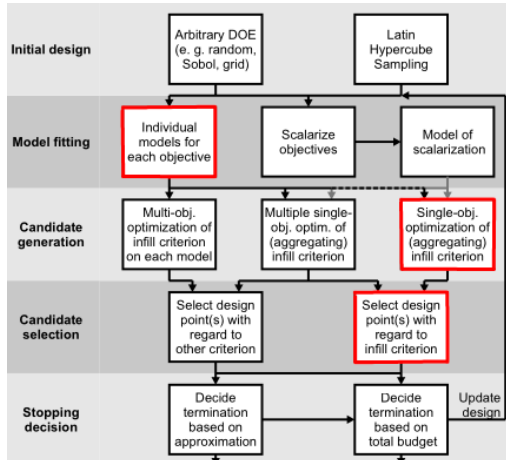 Initial design
Arbitrary DOE
(e. g. random,
Sobol, grid)
Latin
Hypercube
Sampling
Model fitting
Individual
models for
each objective
Scalarize
objectives
Model of
scalarization
Candidate
generation
Multi-obj.
optimization of
infill criterion
on each model
Multiple single-
obj. optim. of
(aggregating)
infill criterion
Single-obj.
optimization of
(aggregating)
infill criterion
Candidate
selection
Select design
point(s) with
regard to
other criterion
Select design
point(s) with
regard to
infill criterion
Stopping
decision
Decide
termination
based on
approximation
Decide
termination
based on
total budget
Update
design